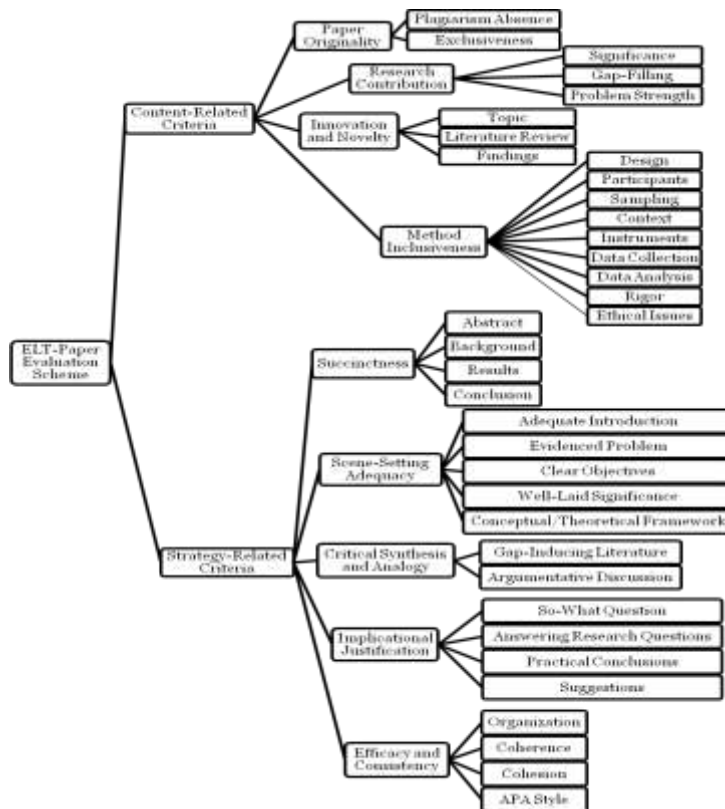 Paper
Originality
Plagiarism Absence
Exclusiveness
Research
Contribution
Significance
Gap-Filling
Problem Strength
Content-Related
Criteria
Innovation
and Novelty
Topic
Literature Review
Findings
Method
Inclusiveness
Design
Participants
Sampling
Context
Instruments
Data Collection
Data Analysis
Rigor
Ethical Issues
ELT-Paper
Evaluation
Scheme
Succinctness
Abstract
Background
Results
Conclusion
Scene-Setting
Adequacy
Adequate Introduction
Evidenced Problem
Clear Objectives
Well-Laid Significance
Conceptual/Theoretical Framework
Strategy-Related
Criteria
Critical Synthesis
and Analogy
Gap-Inducing Literature
Argumentative Discussion
Implicational
Justification
So-What Question
Answering Research Questions
Practical Conclusions
Suggestions
Efficacy and
Consistency
Organization
Coherence
Cohesion
APA Style